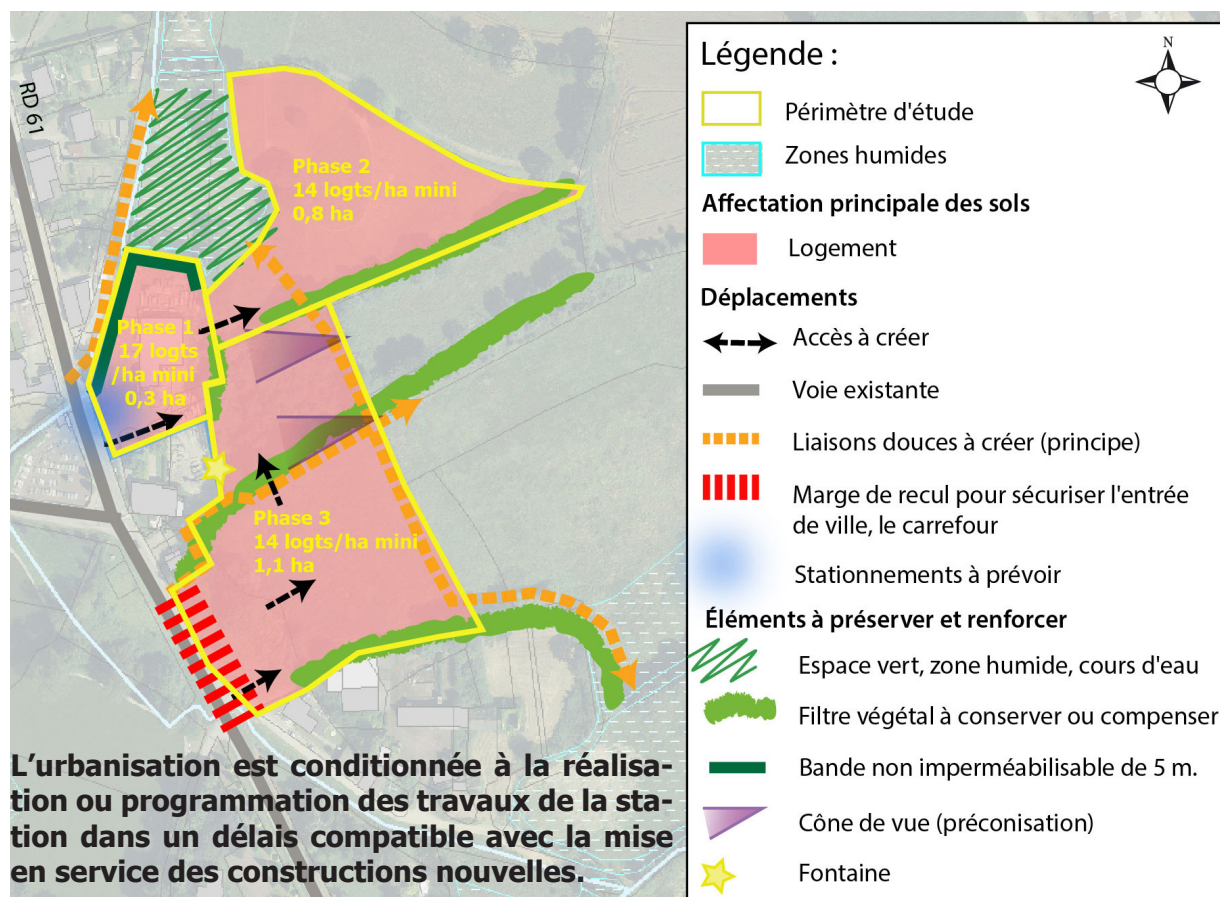 RD 61
Phase 2
14 logts/ha mini
0,8 ha
Phase 1
17 logts
/ha mini
0,3 ha
Phase 3
14 logts/ha mini
1,1 ha
L'urbanisation est conditionnée à la réalisa-
tion ou programmation des travaux de la sta-
tion dans un délais compatible avec la mise
en service des constructions nouvelles.
Légende :
N
Périmètre d'étude
Zones humides
Affectation principale des sols
Logement
Déplacements
Accès à créer
Voie existante
Liaisons douces à créer (principe)
Marge de recul pour sécuriser l'entrée
de ville, le carrefour
Stationnements à prévoir
Éléments à préserver et renforcer
Espace vert, zone humide, cours d'eau
Filtre végétal à conserver ou compenser
Bande non imperméabilisable de 5 m.
Cône de vue (préconisation)
Fontaine